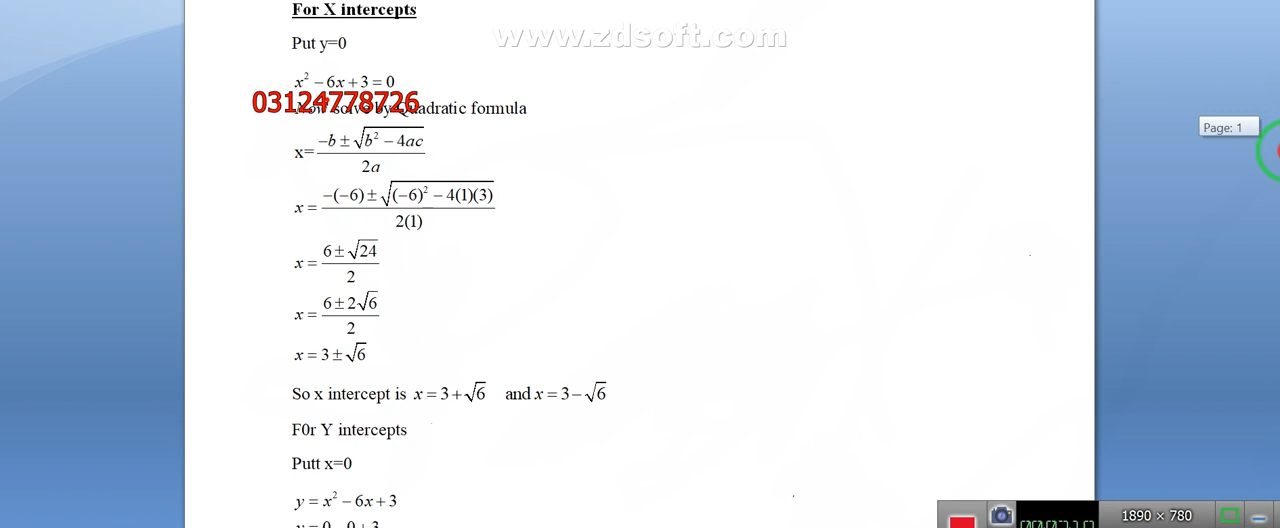 For X intercepts
www.zdsoft.com
Put y=0
x² − 6x + 3 = 0
03124778726
Now solve by Quadratic formula
Page: 1
x= (−b ± √(b² − 4ac)) / 2a
x = (−(−6) ± √((−6)² − 4(1)(3))) / 2(1)
x = (6 ± √24) / 2
x = (6 ± 2√6) / 2
x = 3 ± √6
So x intercept is x = 3 + √6 and x = 3 − √6
F0r Y intercepts
Putt x=0
y = x² − 6x + 3
1890 × 780